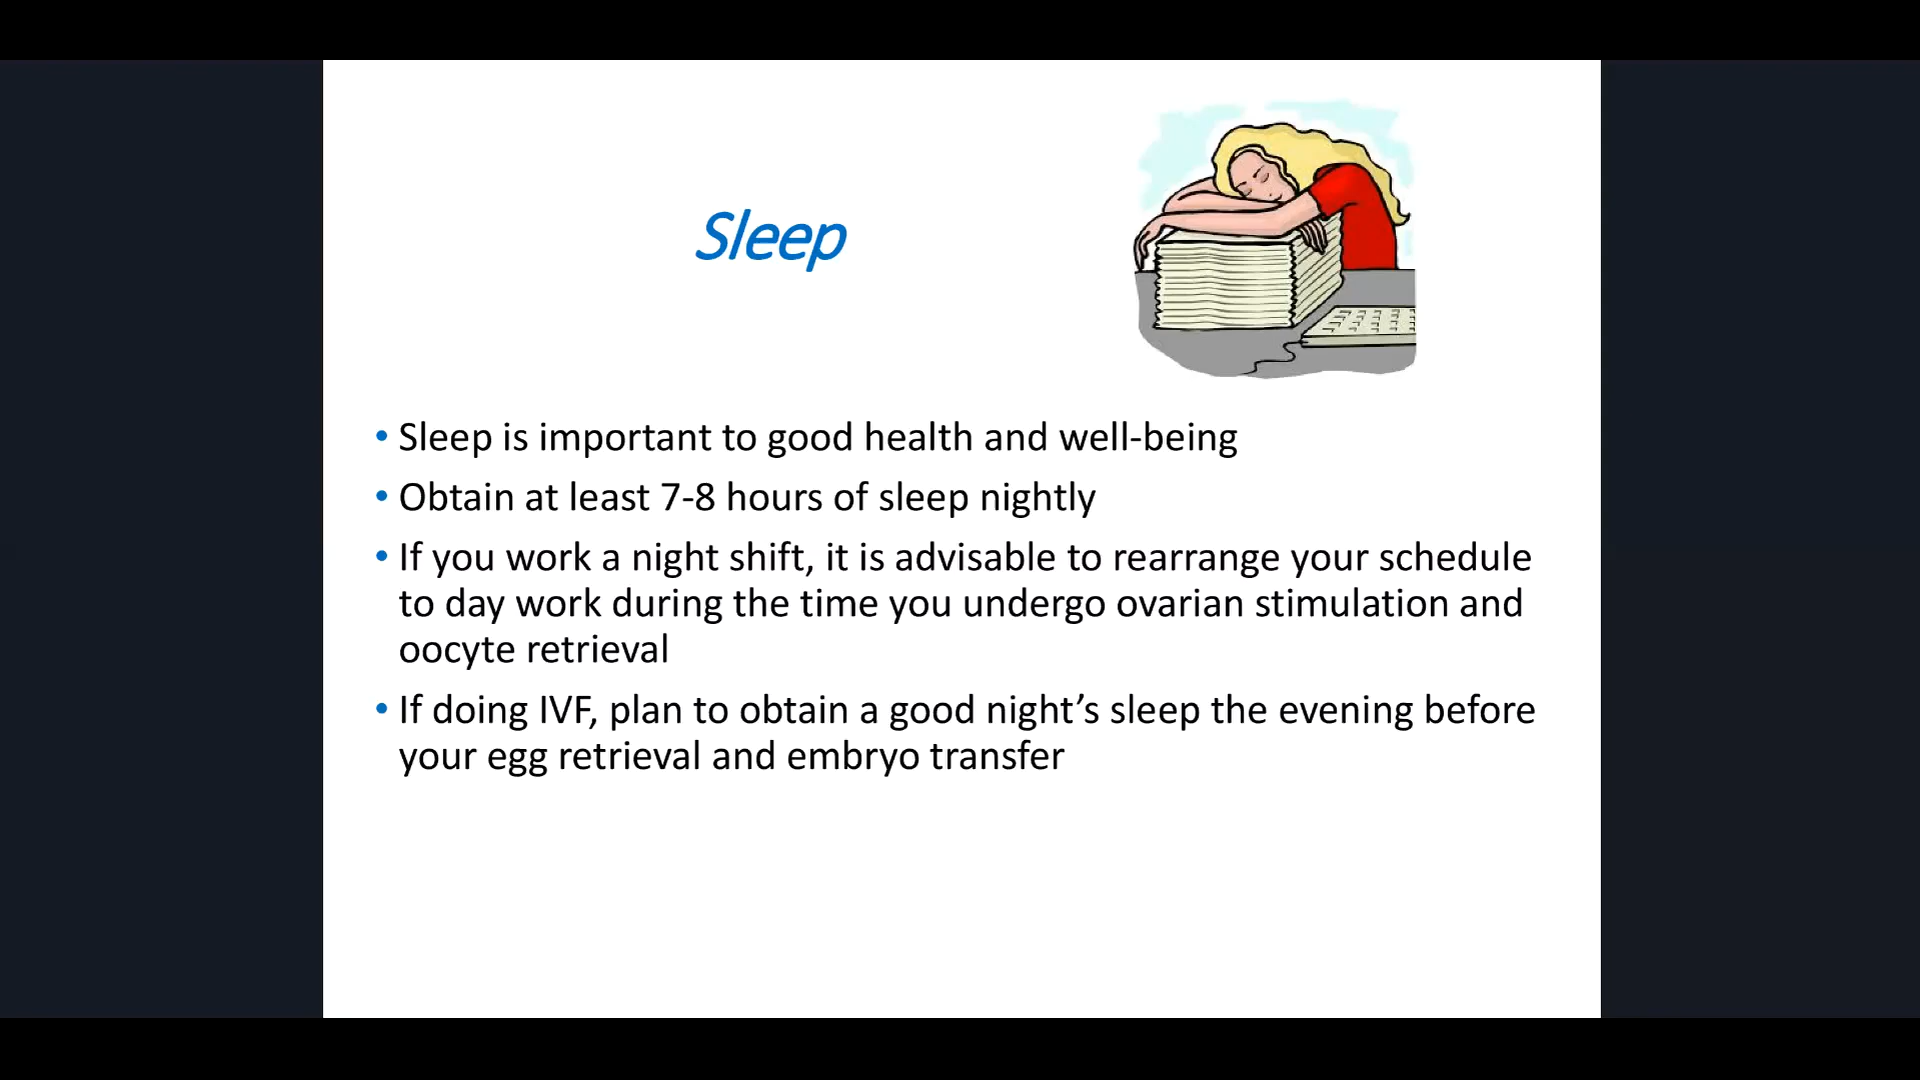 Sleep
• Sleep is important to good health and well-being
• Obtain at least 7-8 hours of sleep nightly
• If you work a night shift, it is advisable to rearrange your schedule
to day work during the time you undergo ovarian stimulation and
oocyte retrieval
• If doing IVF, plan to obtain a good night’s sleep the evening before
your egg retrieval and embryo transfer